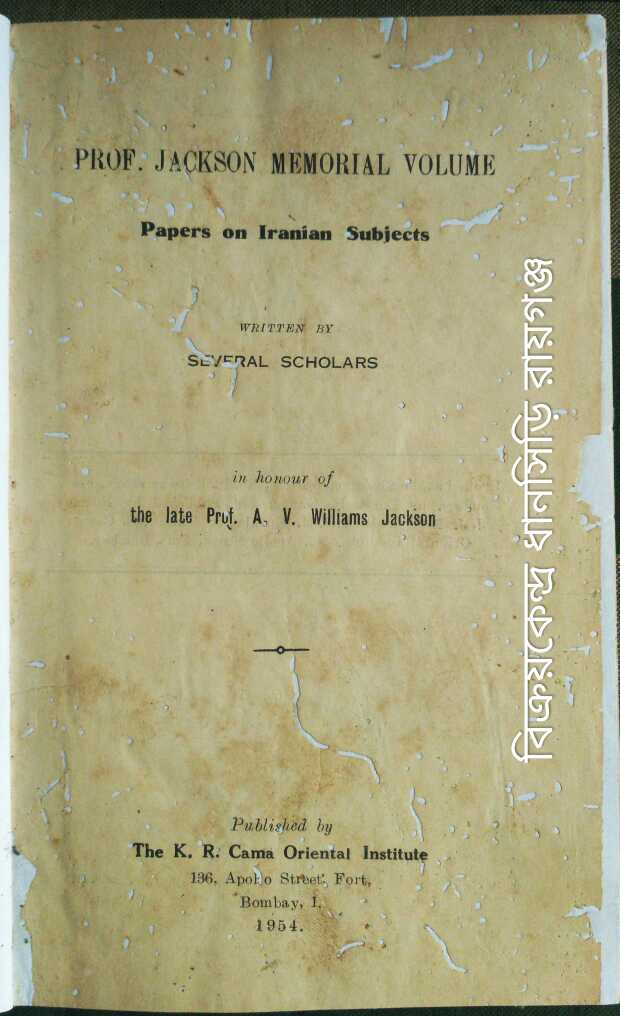 PROF. JACKSON MEMORIAL VOLUME
Papers on Iranian Subjects
WRITTEN BY
SEVERAL SCHOLARS
in honour of
the late Prof. A. V. Williams Jackson
Published by
The K. R. Cama Oriental Institute
136, Apollo Street, Fort,
Bombay, 1.
1954.
বিক্রয়কেন্দ্র ধানসিড়ি রায়গঞ্জ